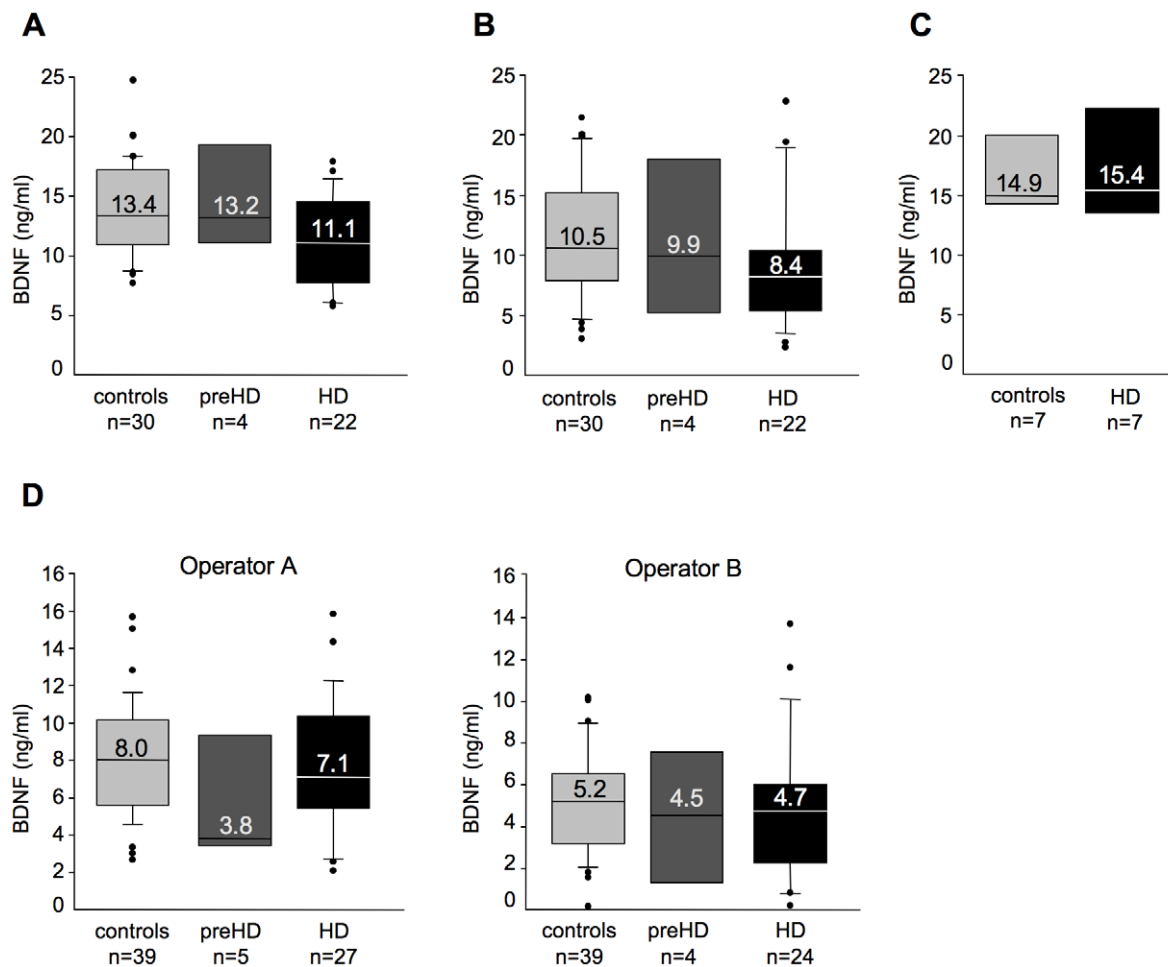 A
25
20
15
10
5
0
BDNF (ng/ml)
13.4
13.2
11.1
controls preHD HD
n=30 n=4 n=22
B
25
20
15
10
5
0
BDNF (ng/ml)
10.5
9.9
8.4
controls preHD HD
n=30 n=4 n=22
C
25
20
15
10
5
0
BDNF (ng/ml)
14.9
15.4
controls HD
n=7 n=7
D
Operator A
16
16
14
12
10
8
6
4
2
0
BDNF (ng/ml)
8.0
3.8
7.1
controls preHD HD
n=39 n=5 n=27
Operator B
16
14
12
10
8
6
4
2
0
BDNF (ng/ml)
5.2
4.5
4.7
controls preHD HD
n=39 n=4 n=24